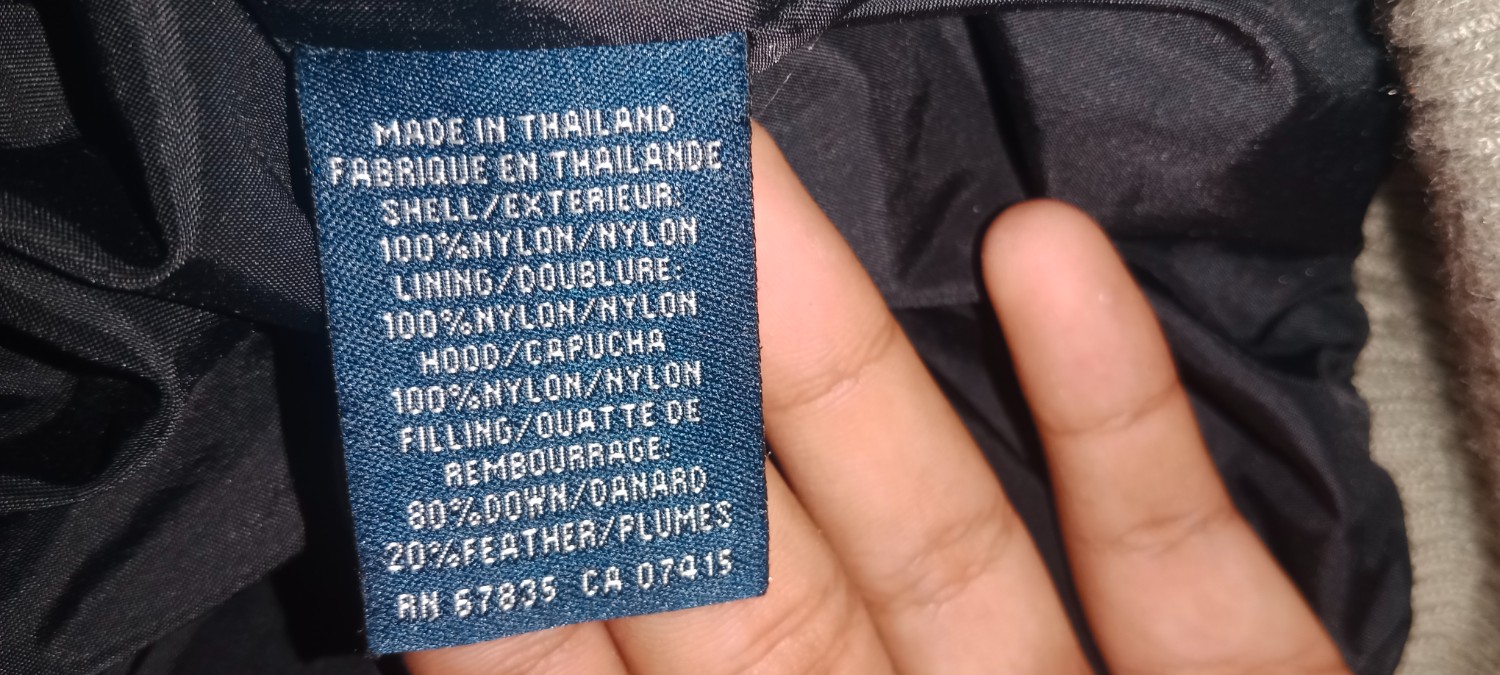 MADE IN THAILAND
FABRIQUE EN THAILANDE
SHELL/EXTERIEUR:
100%NYLON/NYLON
LINING/DOUBLURE:
100%NYLON/NYLON
HOOD/CAPUCHA
100%NYLON/NYLON
FILLING/OUATTE DE
REMBOURRAGE:
80%DOWN/DANARD
20%FEATHER/PLUMES
RN 67835 CA 07415